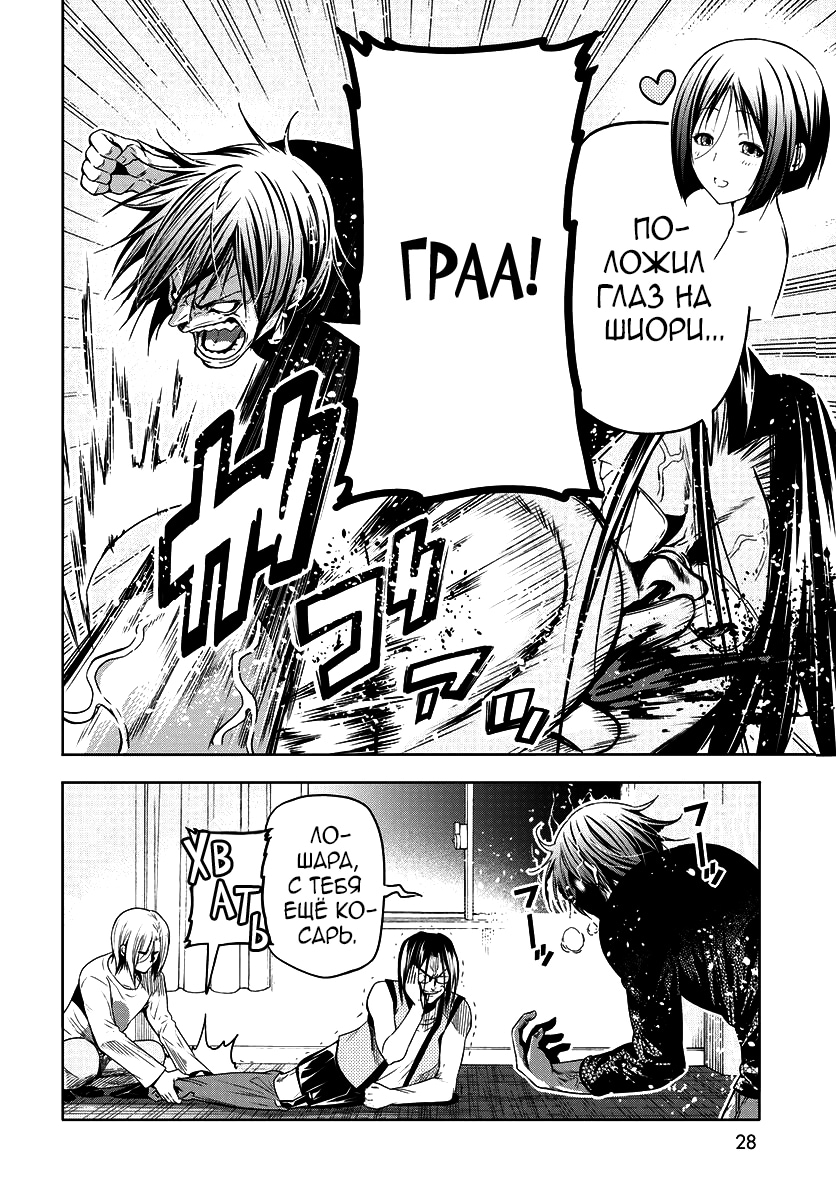 ПО-
ЛОЖИЛ
ГЛАЗ НА
ШИОРИ...
ГРАА!
ЛО-
ШАРА,
С ТЕБЯ
ЕЩЁ КО-
САРЬ.
ХВ
АТЬ
28